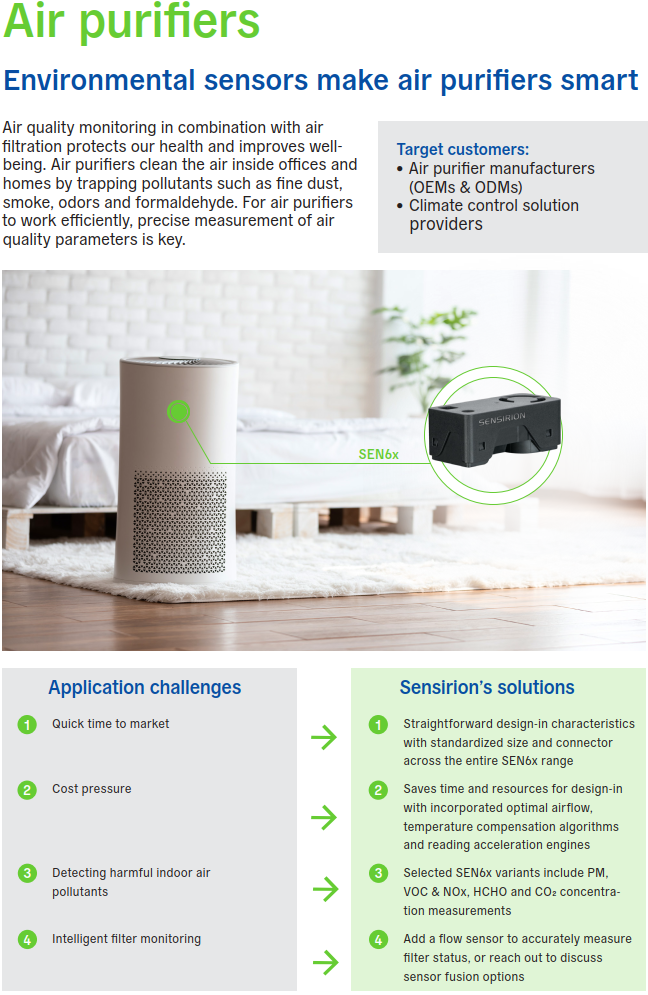 Air purifiers
Environmental sensors make air purifiers smart
Air quality monitoring in combination with air
filtration protects our health and improves well-
being. Air purifiers clean the air inside offices and
homes by trapping pollutants such as fine dust,
smoke, odors and formaldehyde. For air purifiers
to work efficiently, precise measurement of air
quality parameters is key.
Target customers:
• Air purifier manufacturers
(OEMs & ODMs)
• Climate control solution
providers
SENSIRION
SEN6x
Application challenges
1 Quick time to market
2 Cost pressure
3 Detecting harmful indoor air
pollutants
4 Intelligent filter monitoring
Sensirion's solutions
1 Straightforward design-in characteristics
with standardized size and connector
across the entire SEN6x range
2 Saves time and resources for design-in
with incorporated optimal airflow,
temperature compensation algorithms
and reading acceleration engines
3 Selected SEN6x variants include PM,
VOC & NOx, HCHO and CO₂ concentra-
tion measurements
4 Add a flow sensor to accurately measure
filter status, or reach out to discuss
sensor fusion options